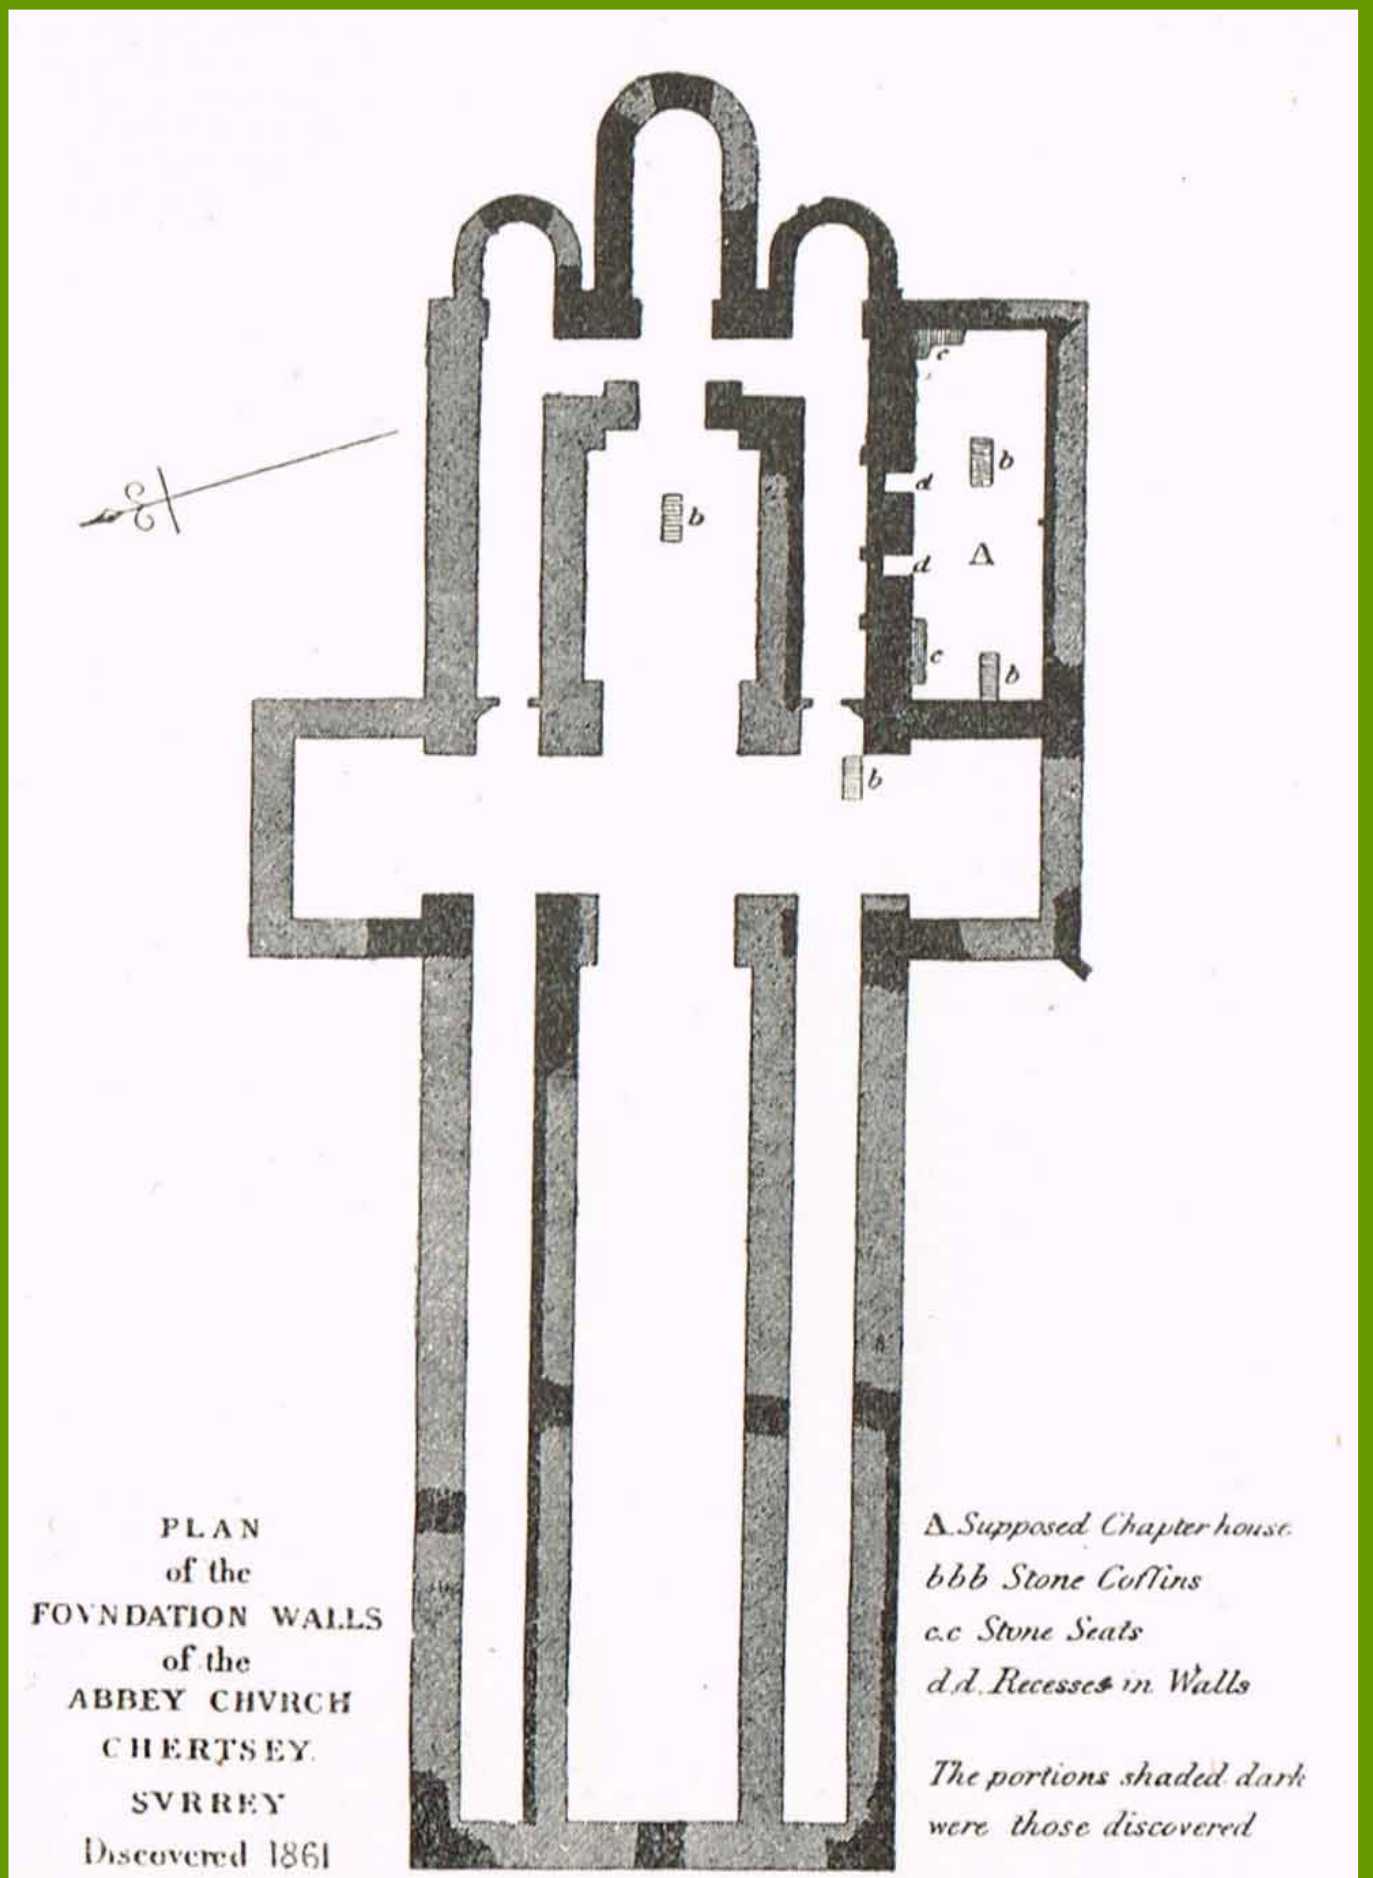 c
b
d
b
Δ
d
c
b
b
PLAN
of the
FOVNDATION WALLS
of the
ABBEY CHVRCH
CHERTSEY
SVRREY
Discovered 1861
Δ. Supposed Chapter house.
bbb Stone Coffins
c.c Stone Seats
d.d. Recesses in Walls
The portions shaded dark
were those discovered